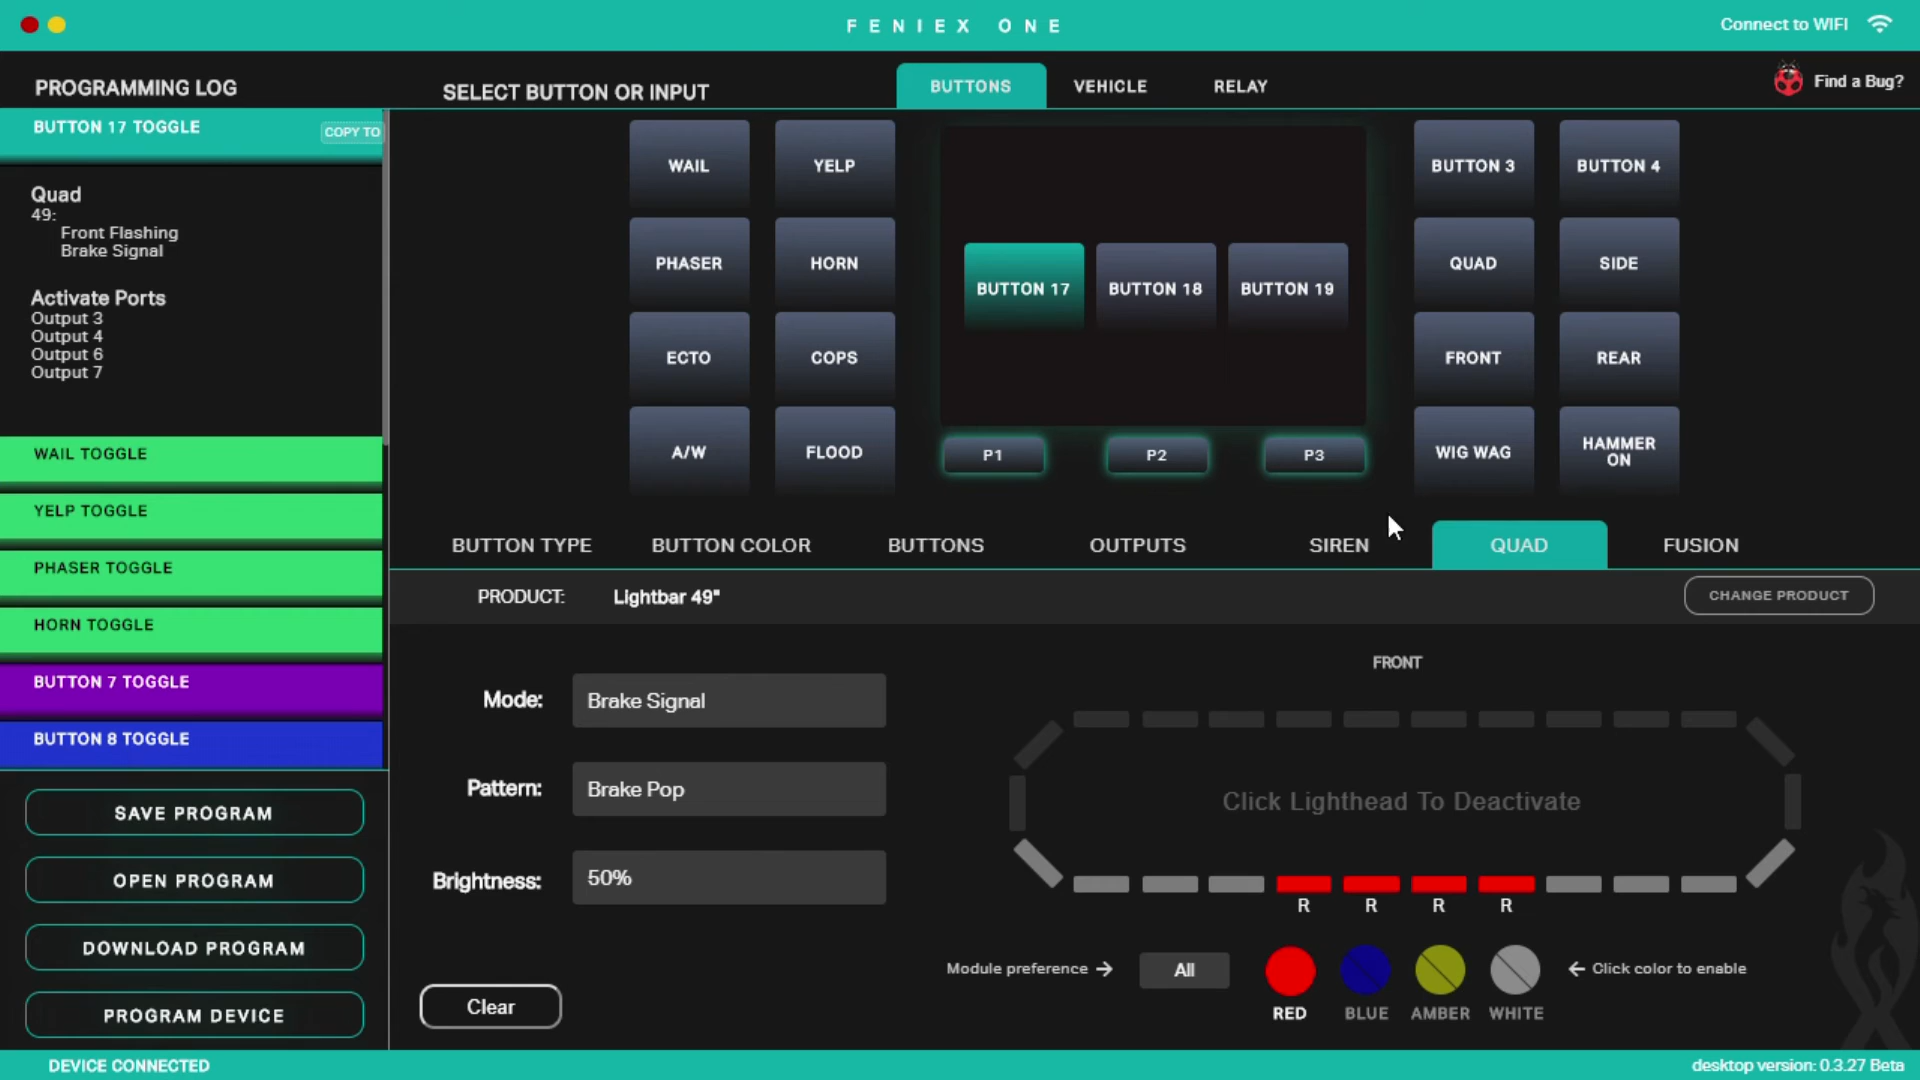 FENIEX ONE
Connect to WIFI
PROGRAMMING LOG
SELECT BUTTON OR INPUT
BUTTONS
VEHICLE
RELAY
Find a Bug?
BUTTON 17 TOGGLE
COPY TO
Quad
49:
Front Flashing
Brake Signal
Activate Ports
Output 3
Output 4
Output 6
Output 7
WAIL TOGGLE
YELP TOGGLE
PHASER TOGGLE
HORN TOGGLE
BUTTON 7 TOGGLE
BUTTON 8 TOGGLE
SAVE PROGRAM
OPEN PROGRAM
DOWNLOAD PROGRAM
PROGRAM DEVICE
WAIL
YELP
PHASER
HORN
ECTO
COPS
A/W
FLOOD
BUTTON 17
BUTTON 18
BUTTON 19
P1
P2
P3
BUTTON 3
BUTTON 4
QUAD
SIDE
FRONT
REAR
WIG WAG
HAMMER
ON
BUTTON TYPE
BUTTON COLOR
BUTTONS
OUTPUTS
SIREN
QUAD
FUSION
PRODUCT:
Lightbar 49"
CHANGE PRODUCT
Mode:
Brake Signal
Pattern:
Brake Pop
Brightness:
50%
Clear
FRONT
Click Lighthead To Deactivate
R
R
R
R
Module preference →
All
← Click color to enable
RED
BLUE
AMBER
WHITE
DEVICE CONNECTED
desktop version: 0.3.27 Beta